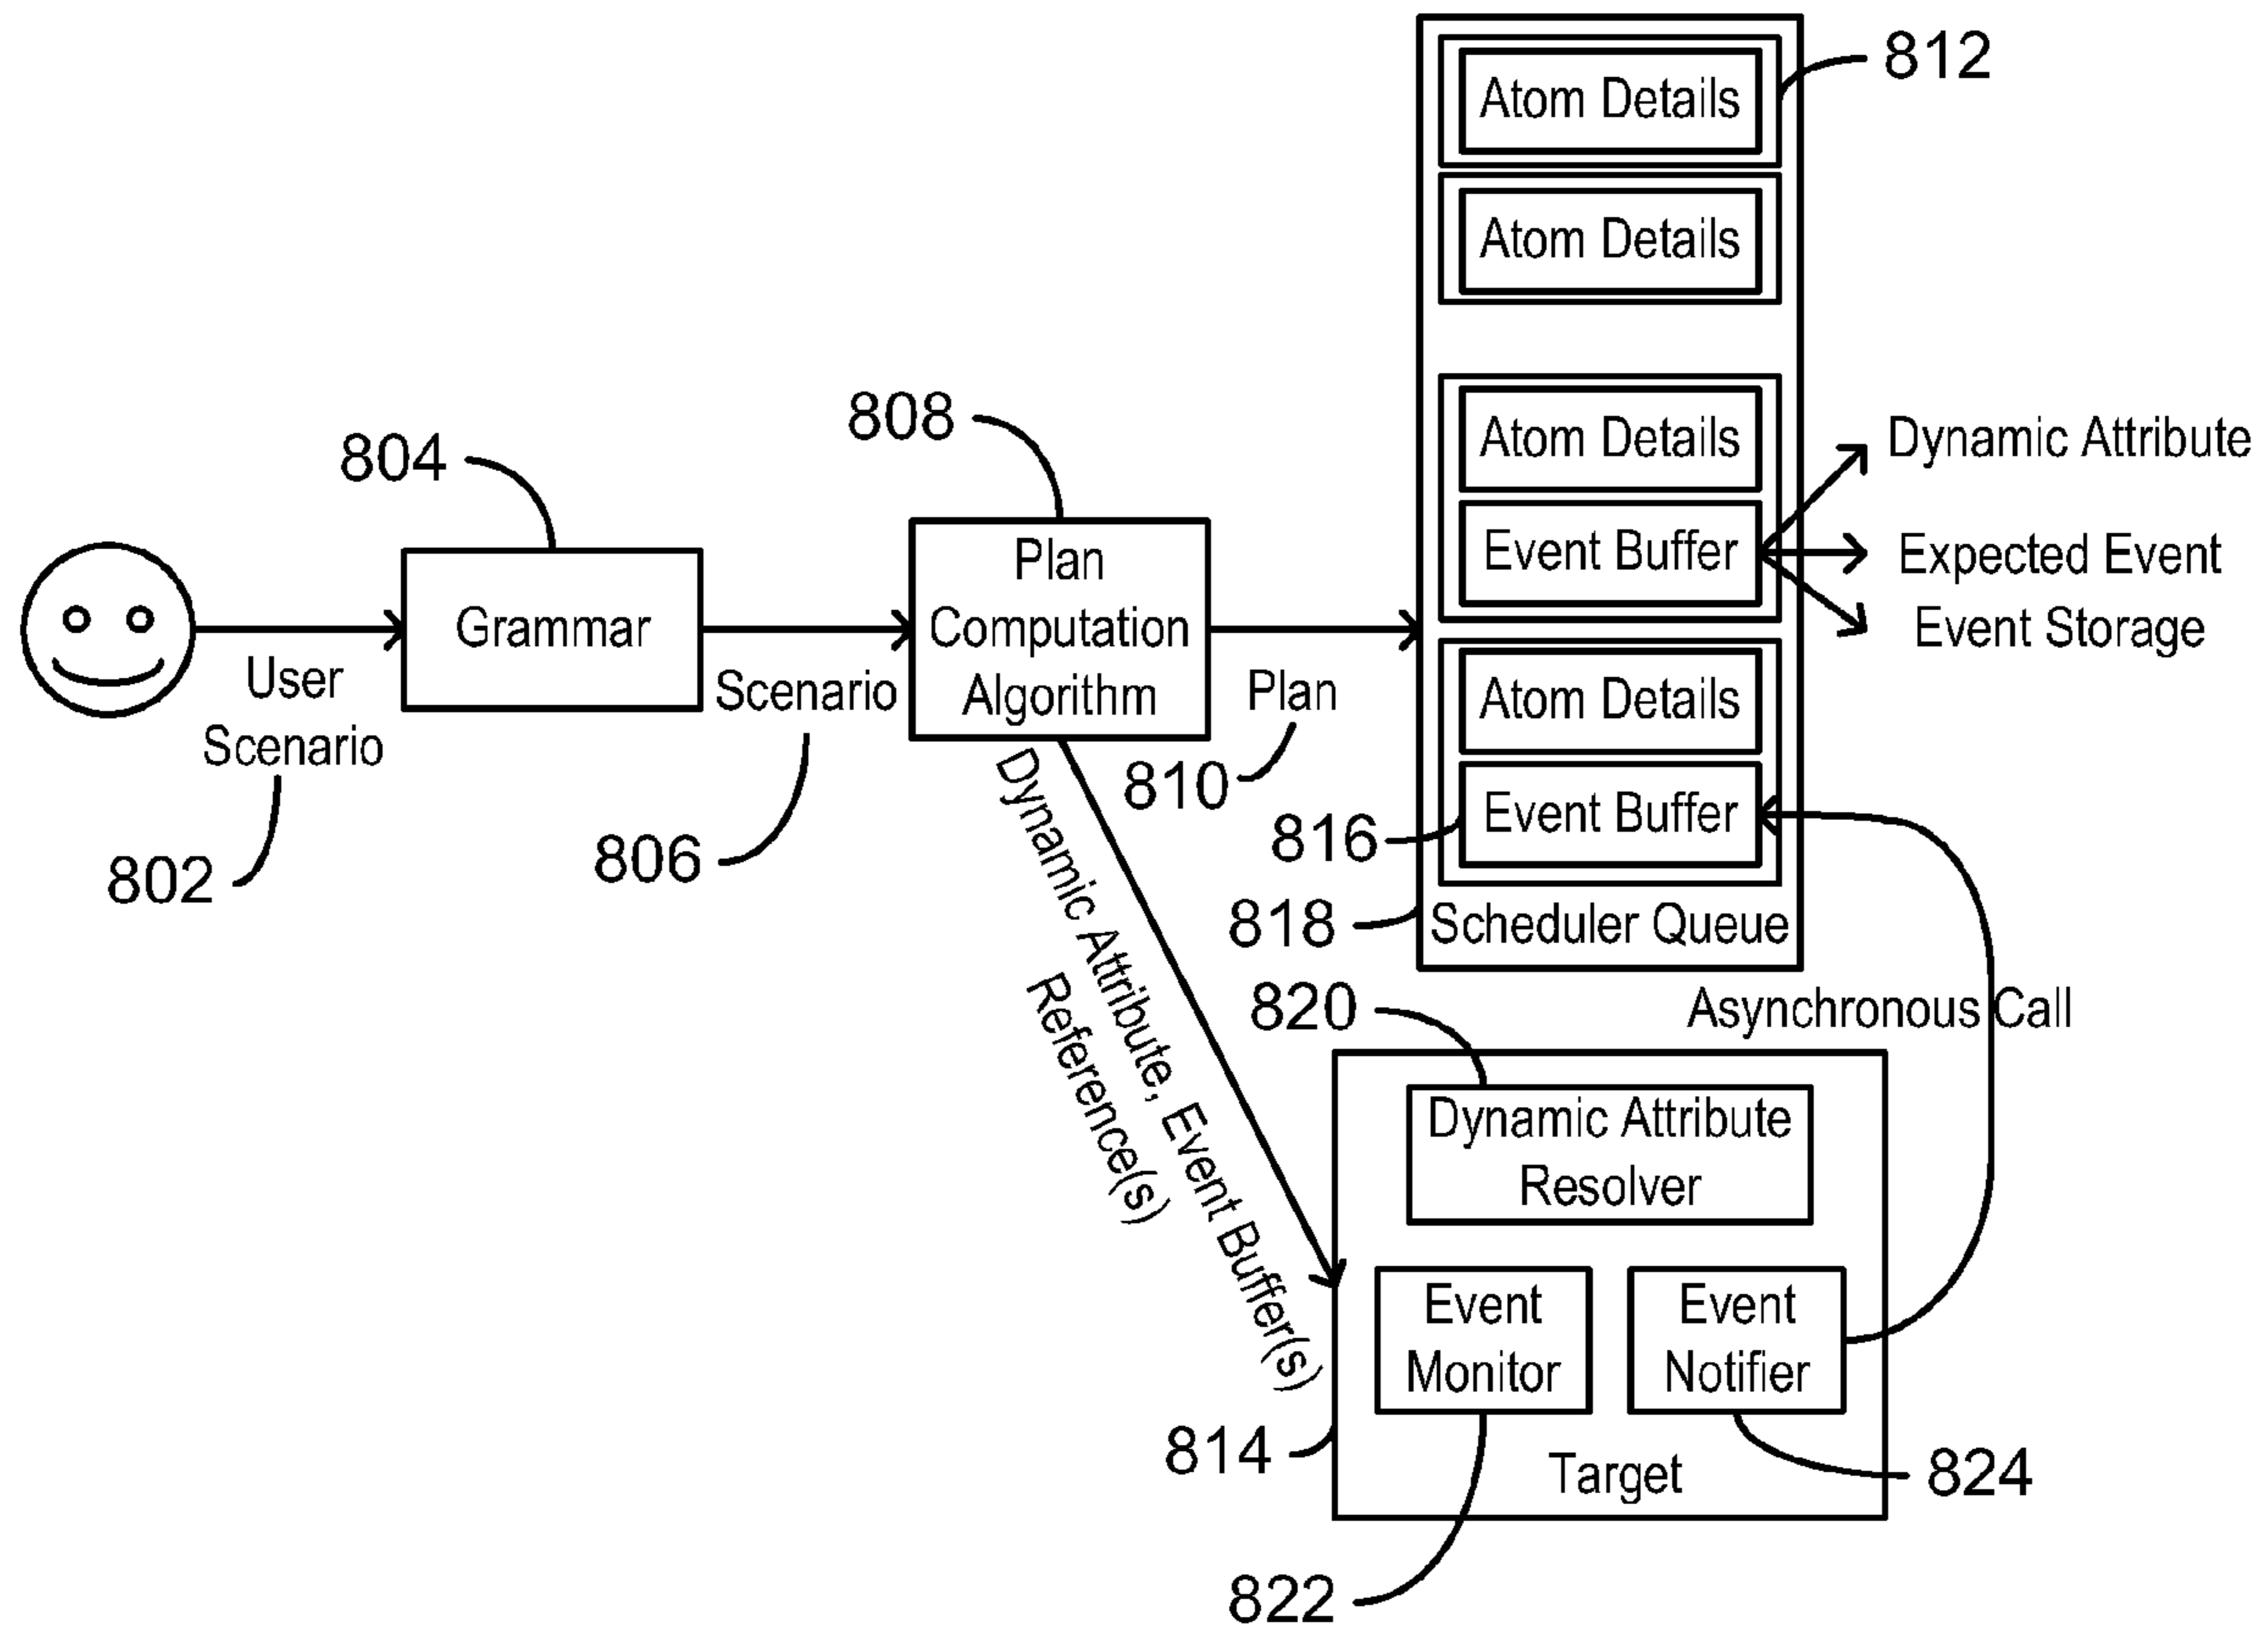 812
Atom Details
Atom Details
808
Atom Details
Dynamic Attribute
804
Plan
Event Buffer
Expected Event
Grammar
Computation
Event Storage
User
Scenario
Algorithm
Plan
Atom Details
Scenario
810
Event Buffer
816
806
802
818
Scheduler Queue
Dynamic Attribute, Event Buffer(s)
Reference(s)
820
Asynchronous Call
Dynamic Attribute
Resolver
Event
Monitor
Event
Notifier
814
Target
824
822